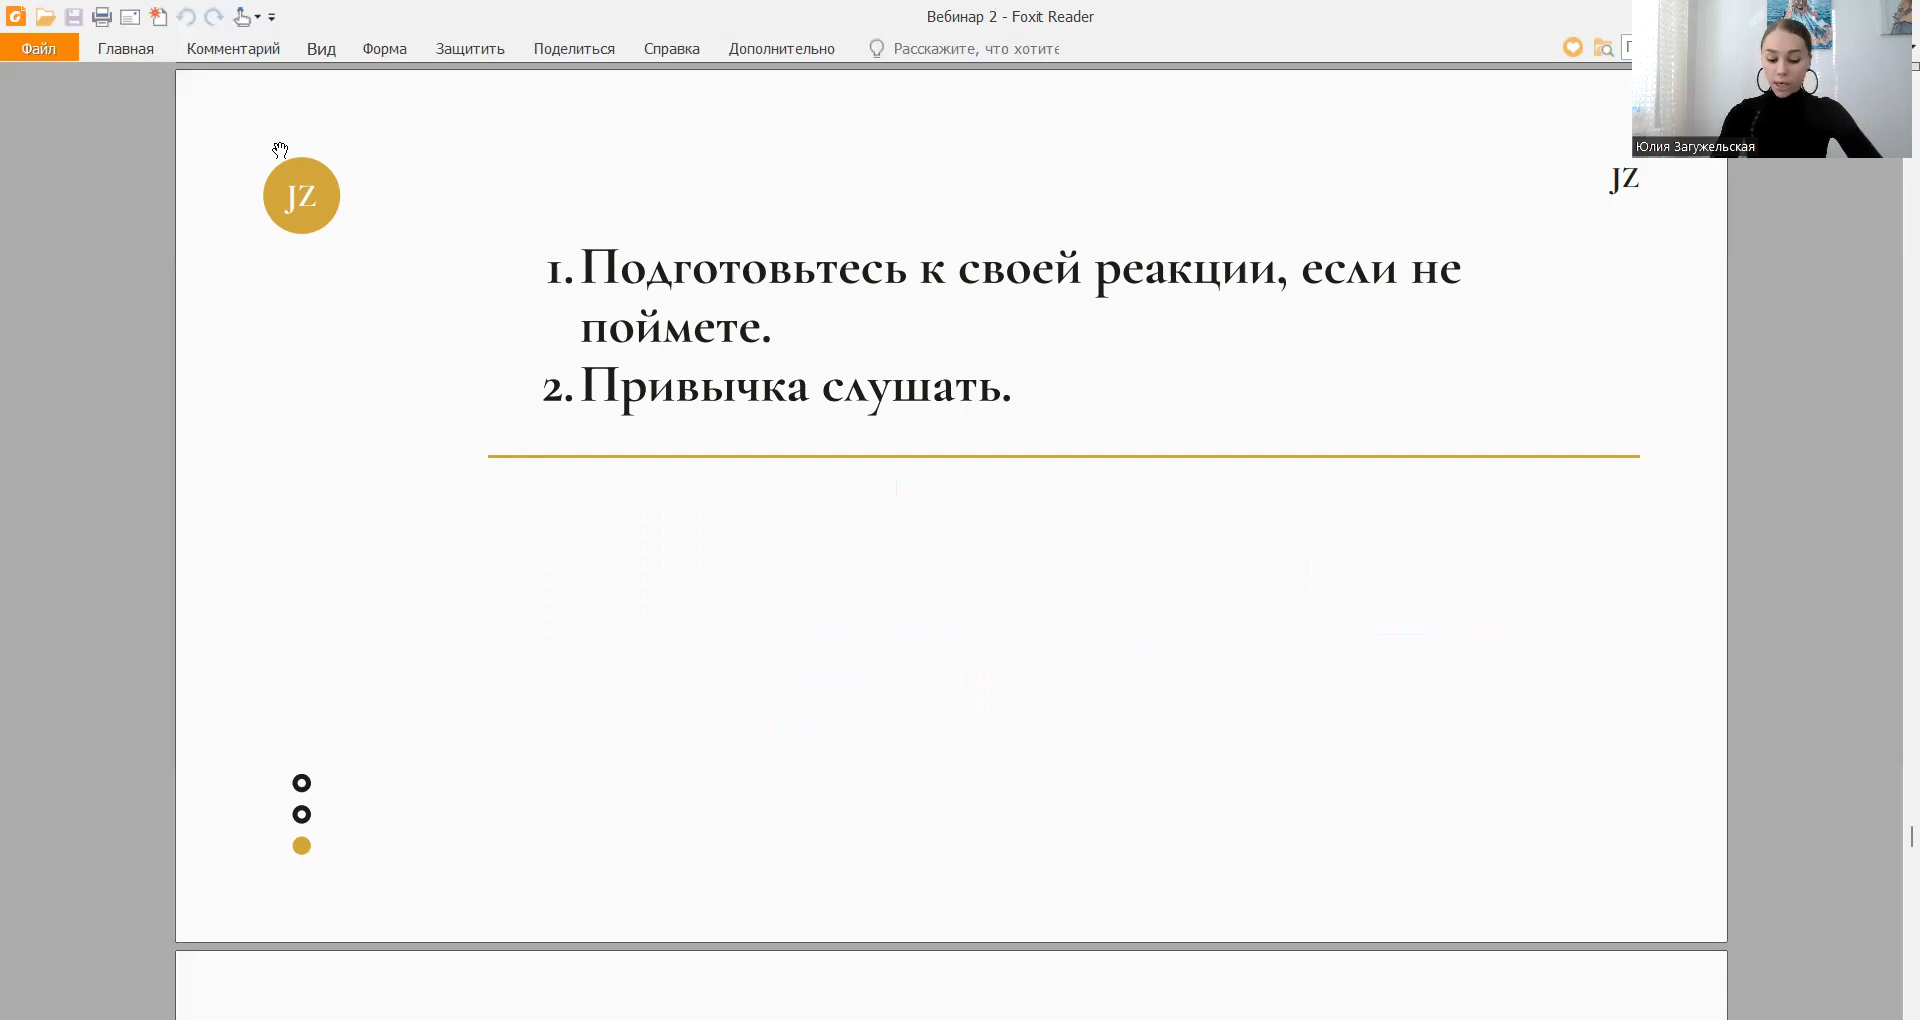 Вебинар 2 - Foxit Reader
Файл Главная Комментарий Вид Форма Защитить Поделиться Справка Дополнительно Расскажите, что хотите
Юлия Загужельская
JZ
JZ
1. Подготовьтесь к своей реакции, если не
поймете.
2. Привычка слушать.